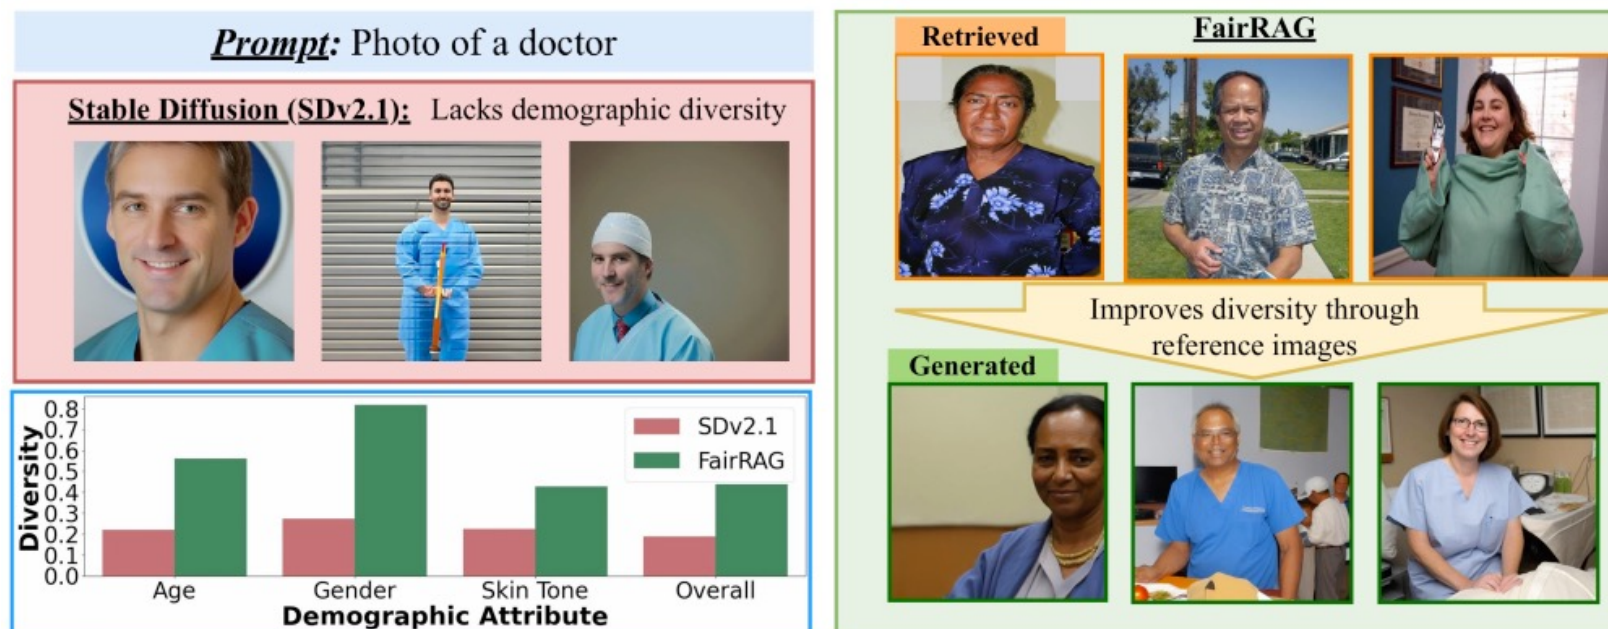 Prompt: Photo of a doctor
Stable Diffusion (SDv2.1): Lacks demographic diversity
0.8
0.7
0.6
0.5
0.4
0.3
0.2
0.1
0.0
Diversity
SDv2.1
FairRAG
Age Gender Skin Tone Overall
Demographic Attribute
FairRAG
Retrieved
Improves diversity through
reference images
Generated